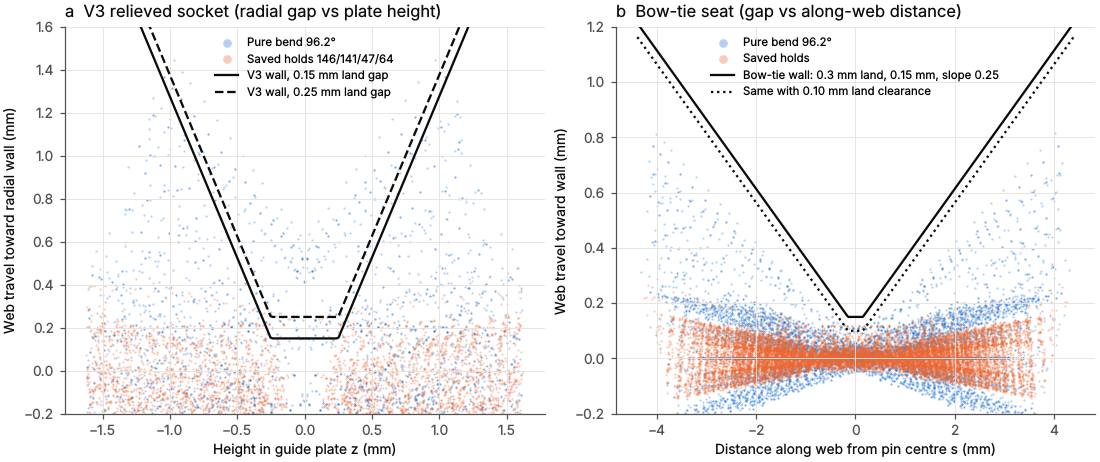 a V3 relieved socket (radial gap vs plate height)
Pure bend 96.2°
Saved holds 146/141/47/64
V3 wall, 0.15 mm land gap
V3 wall, 0.25 mm land gap
Web travel toward radial wall (mm)
1.6
1.4
1.2
1.0
0.8
0.6
0.4
0.2
0.0
−0.2
−1.5 −1.0 −0.5 0.0 0.5 1.0 1.5
Height in guide plate z (mm)
b Bow-tie seat (gap vs along-web distance)
Pure bend 96.2°
Saved holds
Bow-tie wall: 0.3 mm land, 0.15 mm, slope 0.25
Same with 0.10 mm land clearance
Web travel toward wall (mm)
1.2
1.0
0.8
0.6
0.4
0.2
0.0
−0.2
−4 −2 0 2 4
Distance along web from pin centre s (mm)